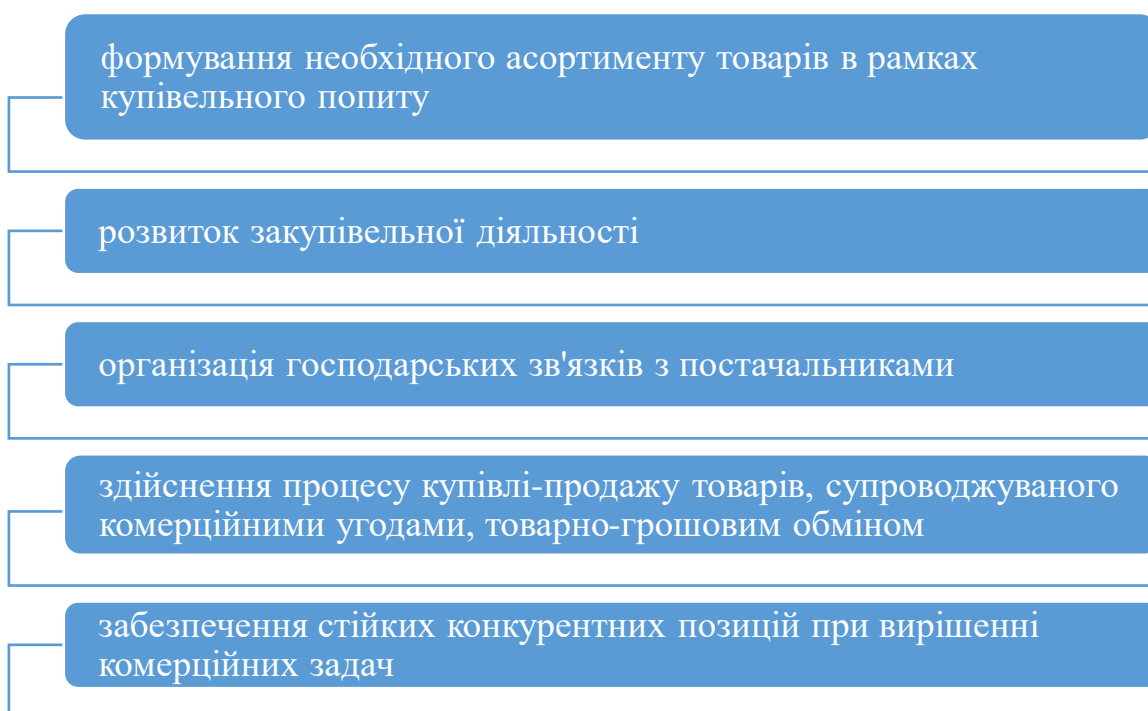 формування необхідного асортименту товарів в рамках
купівельного попиту
розвиток закупівельної діяльності
організація господарських зв'язків з постачальниками
здійснення процесу купівлі-продажу товарів, супроводжуваного
комерційними угодами, товарно-грошовим обміном
забезпечення стійких конкурентних позицій при вирішенні
комерційних задач